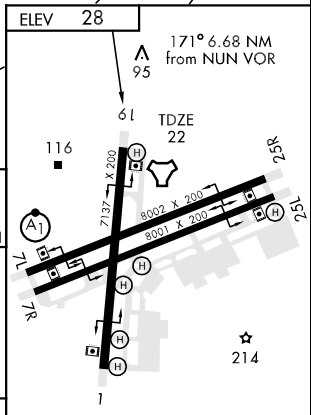 ELEV 28
171° 6.68 NM
from NUN VOR
95
19
TDZE
22
116
H
7137 X 200
25R
8002 X 200
A1
8001 X 200
25L
H
7L
H
7R
H
H
214
H
1